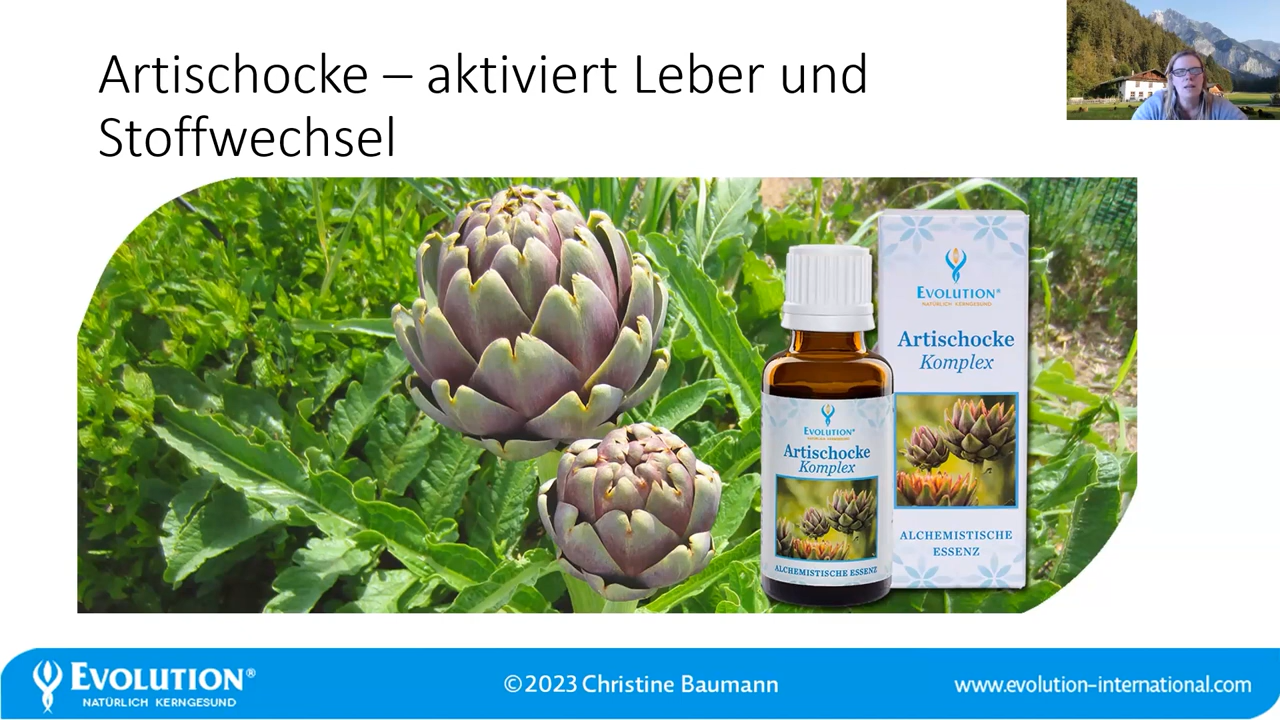 Artischocke – aktiviert Leber und
Stoffwechsel
EVOLUTION®
NATÜRLICH KERNGESUND
Artischocke
Komplex
ALCHEMISTISCHE
ESSENZ
EVOLUTION®
NATÜRLICH KERNGESUND
Artischocke
Komplex
ALCHEMISTISCHE ESSENZ
EVOLUTION®
NATÜRLICH KERNGESUND
©2023 Christine Baumann
www.evolution-international.com